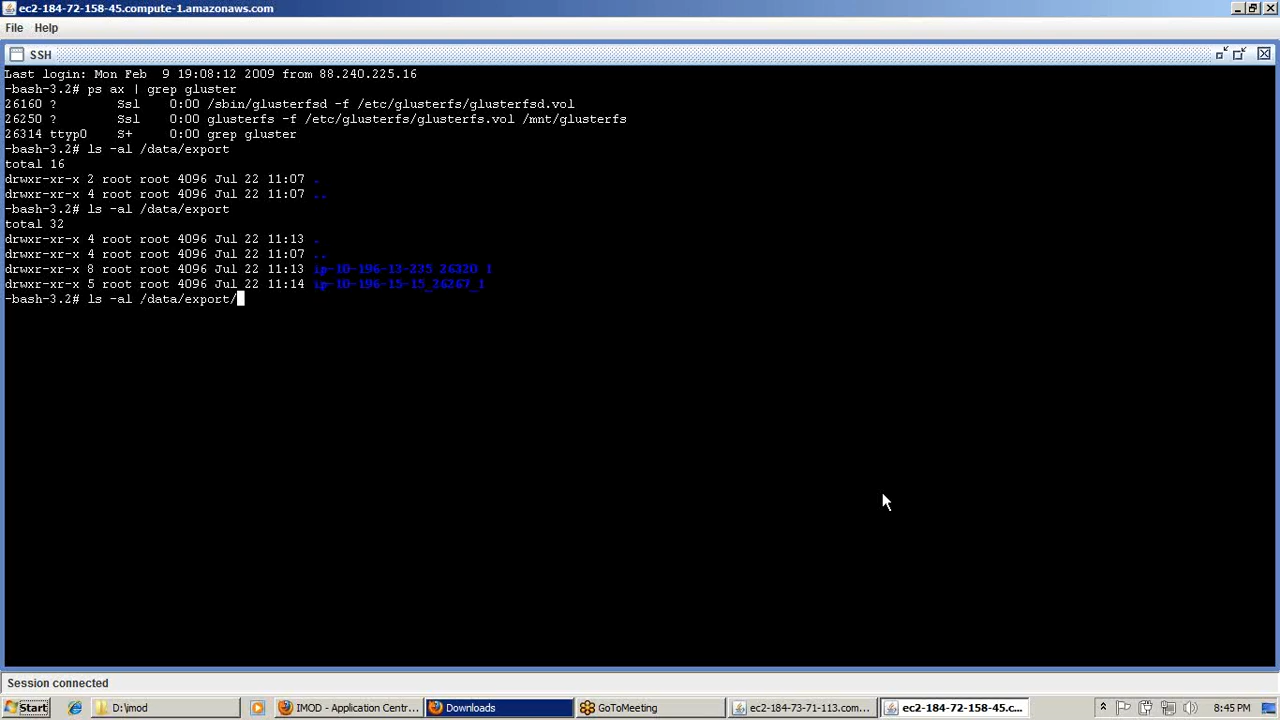 ec2-184-72-158-45.compute-1.amazonaws.com
File Help
SSH
Last login: Mon Feb  9 19:08:12 2009 from 88.240.225.16
-bash-3.2# ps ax | grep gluster
26160 ?        Ssl    0:00 /sbin/glusterfsd -f /etc/glusterfs/glusterfsd.vol
26250 ?        Ssl    0:00 glusterfs -f /etc/glusterfs/glusterfs.vol /mnt/glusterfs
26314 ttyp0    S+     0:00 grep gluster
-bash-3.2# ls -al /data/export
total 16
drwxr-xr-x 2 root root 4096 Jul 22 11:07 .
drwxr-xr-x 4 root root 4096 Jul 22 11:07 ..
-bash-3.2# ls -al /data/export
total 32
drwxr-xr-x 4 root root 4096 Jul 22 11:13 .
drwxr-xr-x 4 root root 4096 Jul 22 11:07 ..
drwxr-xr-x 8 root root 4096 Jul 22 11:13 ip-10-196-13-235_26320_1
drwxr-xr-x 5 root root 4096 Jul 22 11:14 ip-10-196-15-15_26267_1
-bash-3.2# ls -al /data/export/
Session connected
Start D:\imod IMOD - Application Centr... Downloads GoToMeeting ec2-184-73-71-113.com... ec2-184-72-158-45.c... 8:45 PM